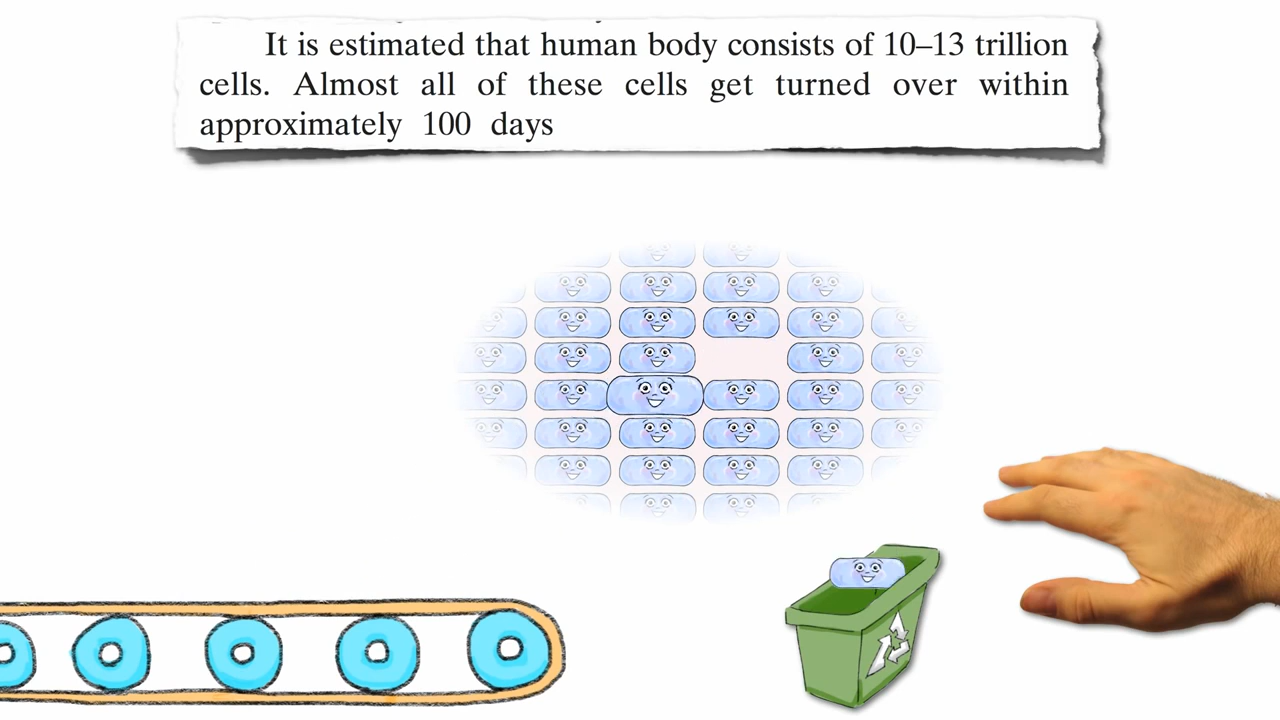 It is estimated that human body consists of 10–13 trillion
cells. Almost all of these cells get turned over within
approximately 100 days